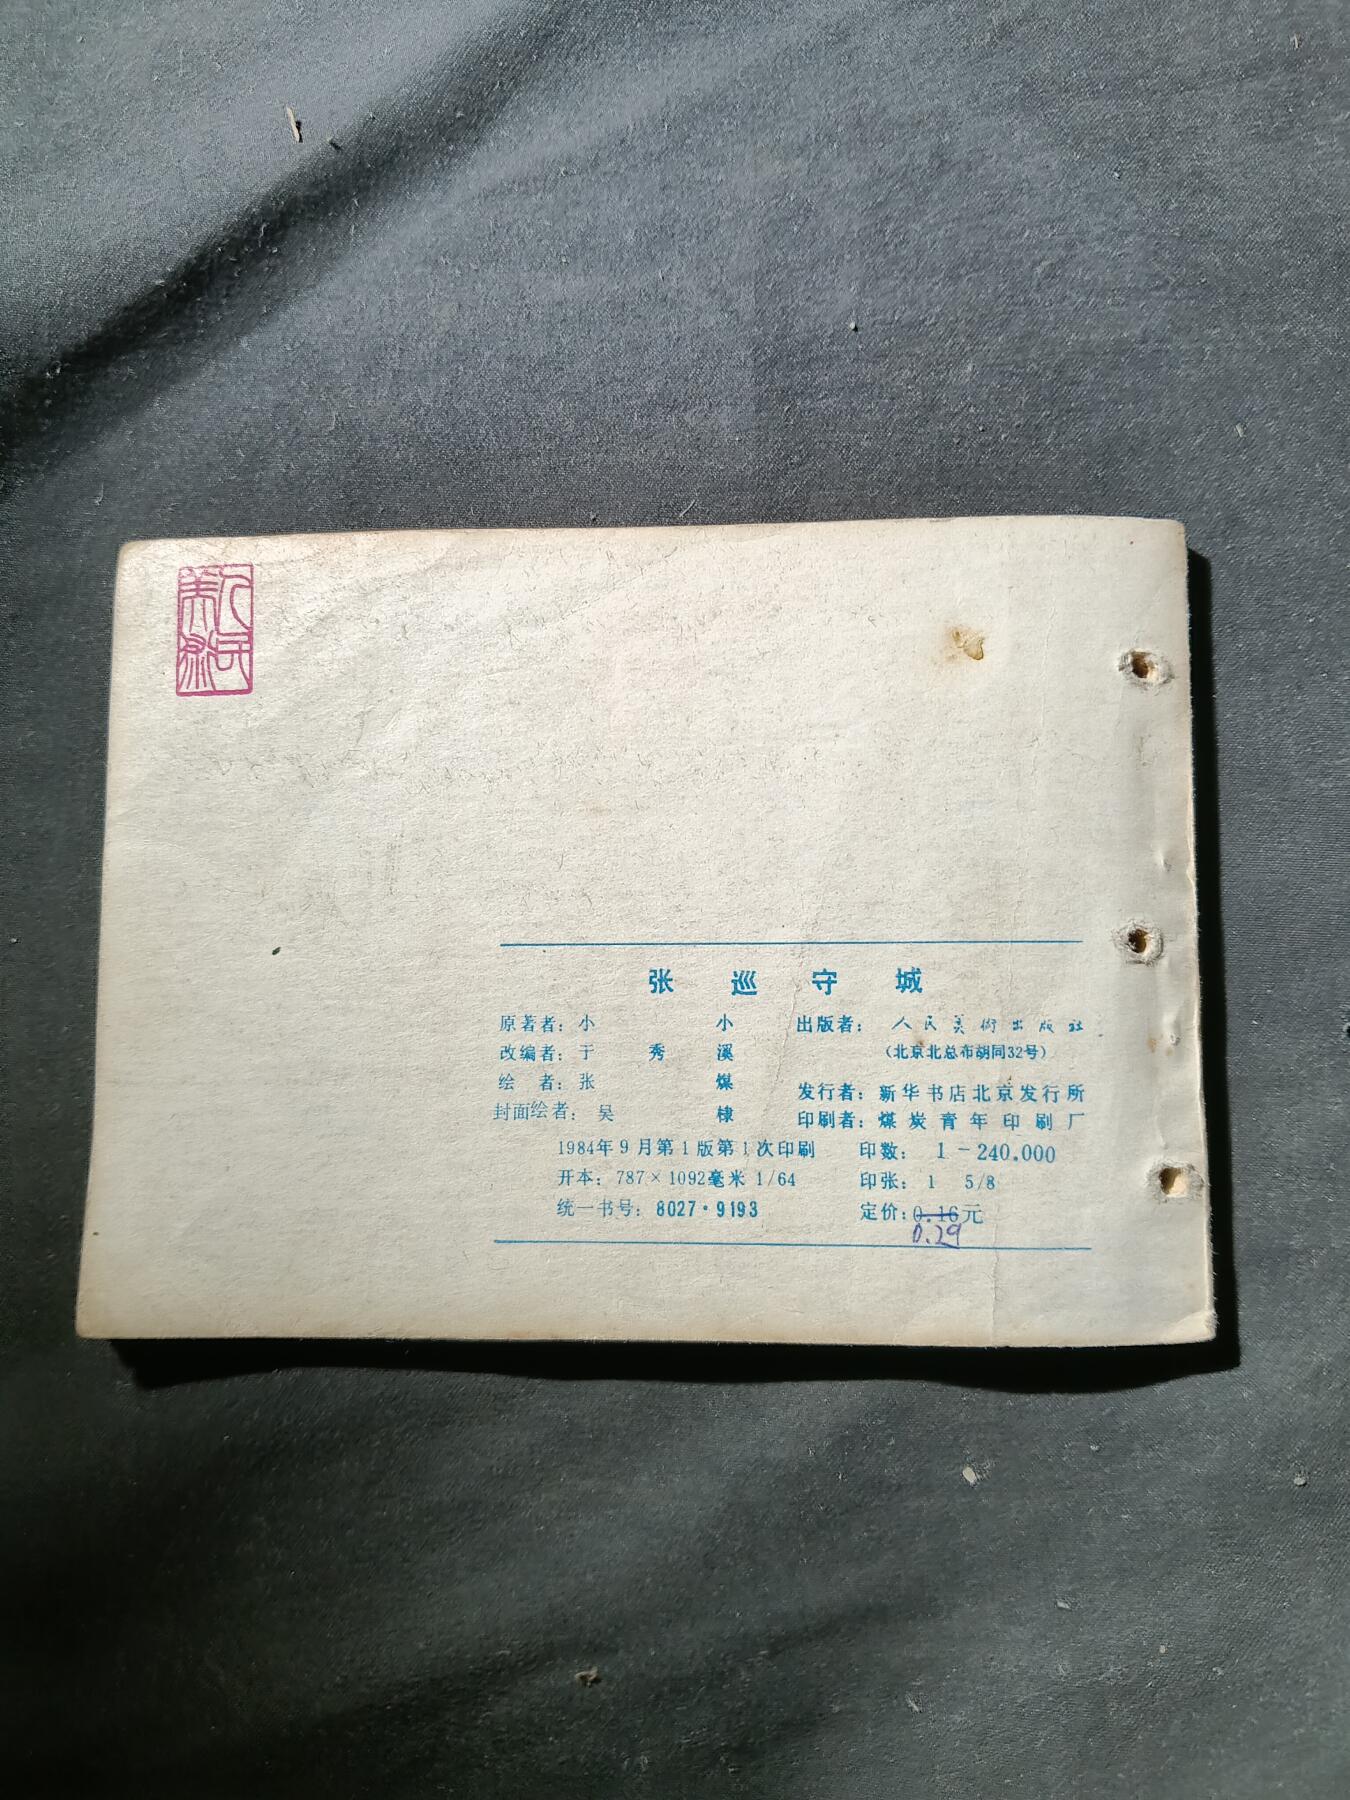 人民
美術
张巡守城
原著者：小小
改编者：于秀溪
绘者：张煤
封面绘者：吴棣
出版者：人民美術出版社
（北京北总布胡同32号）
发行者：新华书店北京发行所
印刷者：煤炭青年印刷厂
1984年9月第1版第1次印刷 印数：1－240.000
开本：787×1092毫米 1/64 印张：1 5/8
统一书号：8027·9193 定价：0.16元
0.29